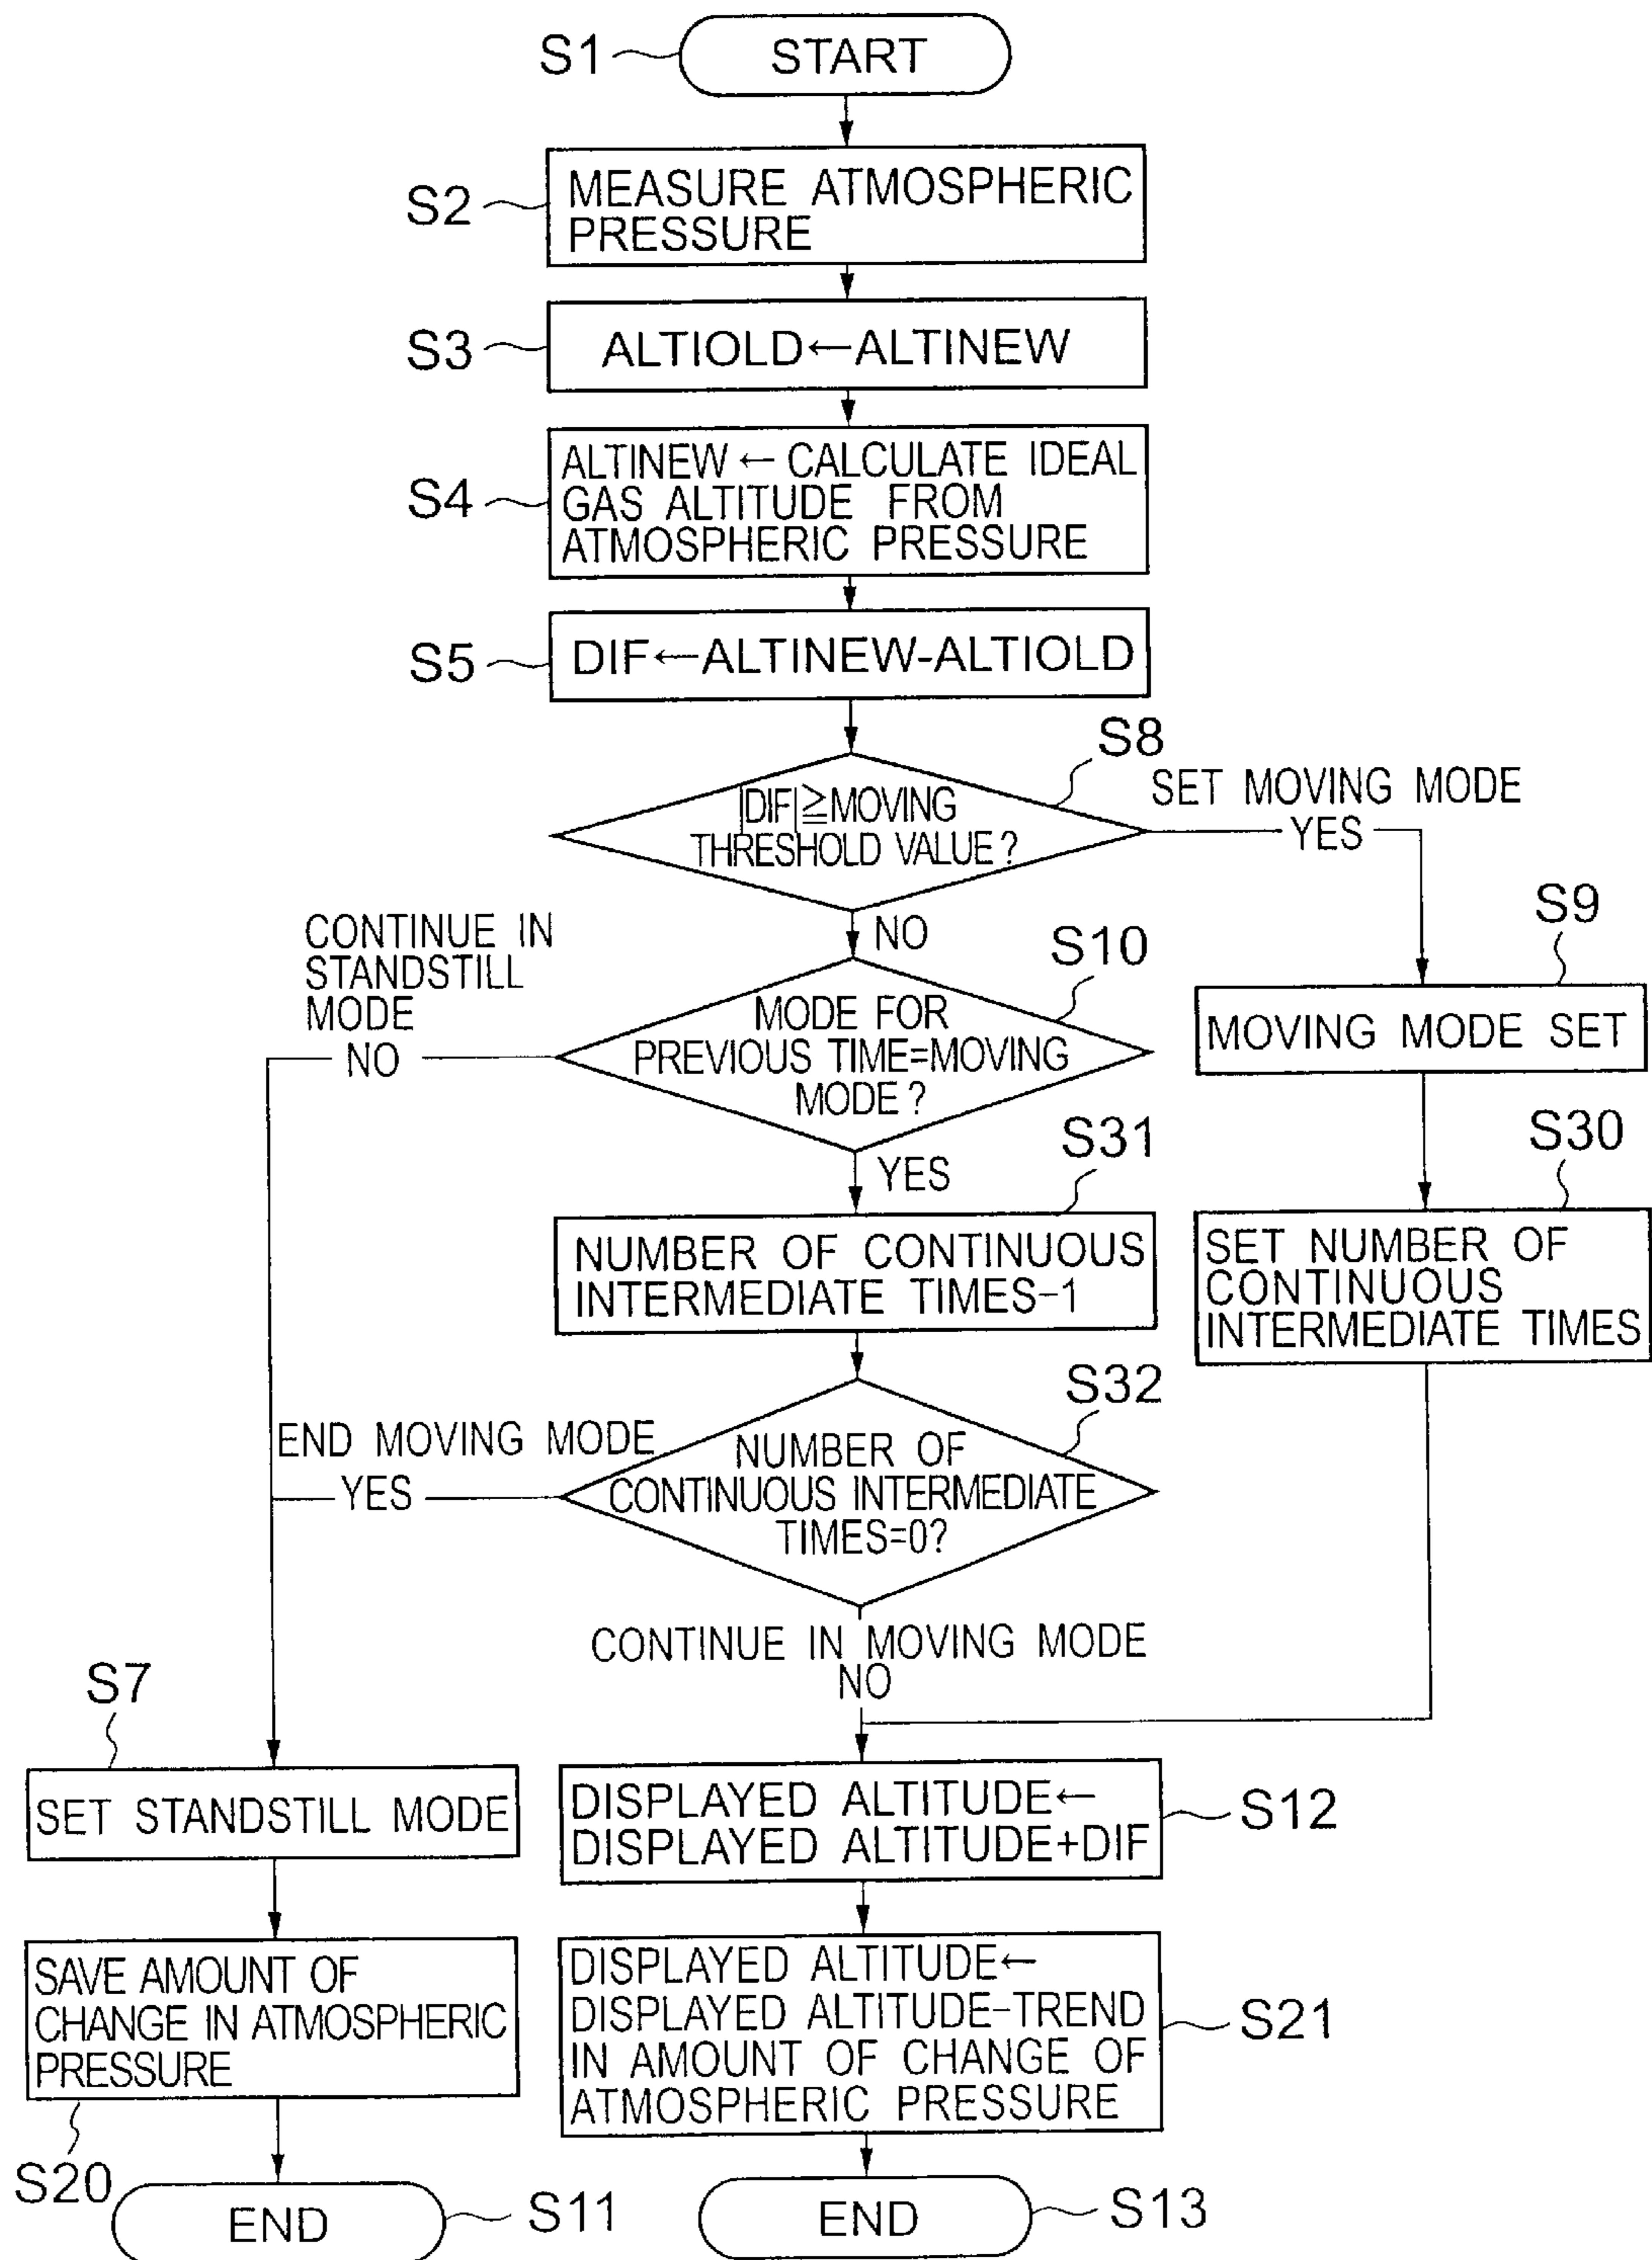 S1
START
S2
MEASURE ATMOSPHERIC
PRESSURE
S3
ALTIOLD←ALTINEW
S4
ALTINEW ← CALCULATE IDEAL
GAS ALTITUDE FROM
ATMOSPHERIC PRESSURE
S5
DIF←ALTINEW-ALTIOLD
S8
|DIF|≧MOVING
THRESHOLD VALUE?
SET MOVING MODE
YES
NO
S9
MOVING MODE SET
S30
SET NUMBER OF
CONTINUOUS
INTERMEDIATE TIMES
S10
MODE FOR
PREVIOUS TIME=MOVING
MODE?
CONTINUE IN
STANDSTILL
MODE
NO
YES
S31
NUMBER OF CONTINUOUS
INTERMEDIATE TIMES-1
S32
NUMBER OF
CONTINUOUS INTERMEDIATE
TIMES=0?
END MOVING MODE
YES
CONTINUE IN MOVING MODE
NO
S7
SET STANDSTILL MODE
S12
DISPLAYED ALTITUDE←
DISPLAYED ALTITUDE+DIF
S20
SAVE AMOUNT OF
CHANGE IN ATMOSPHERIC
PRESSURE
S21
DISPLAYED ALTITUDE←
DISPLAYED ALTITUDE-TREND
IN AMOUNT OF CHANGE OF
ATMOSPHERIC PRESSURE
END
S11
END
S13